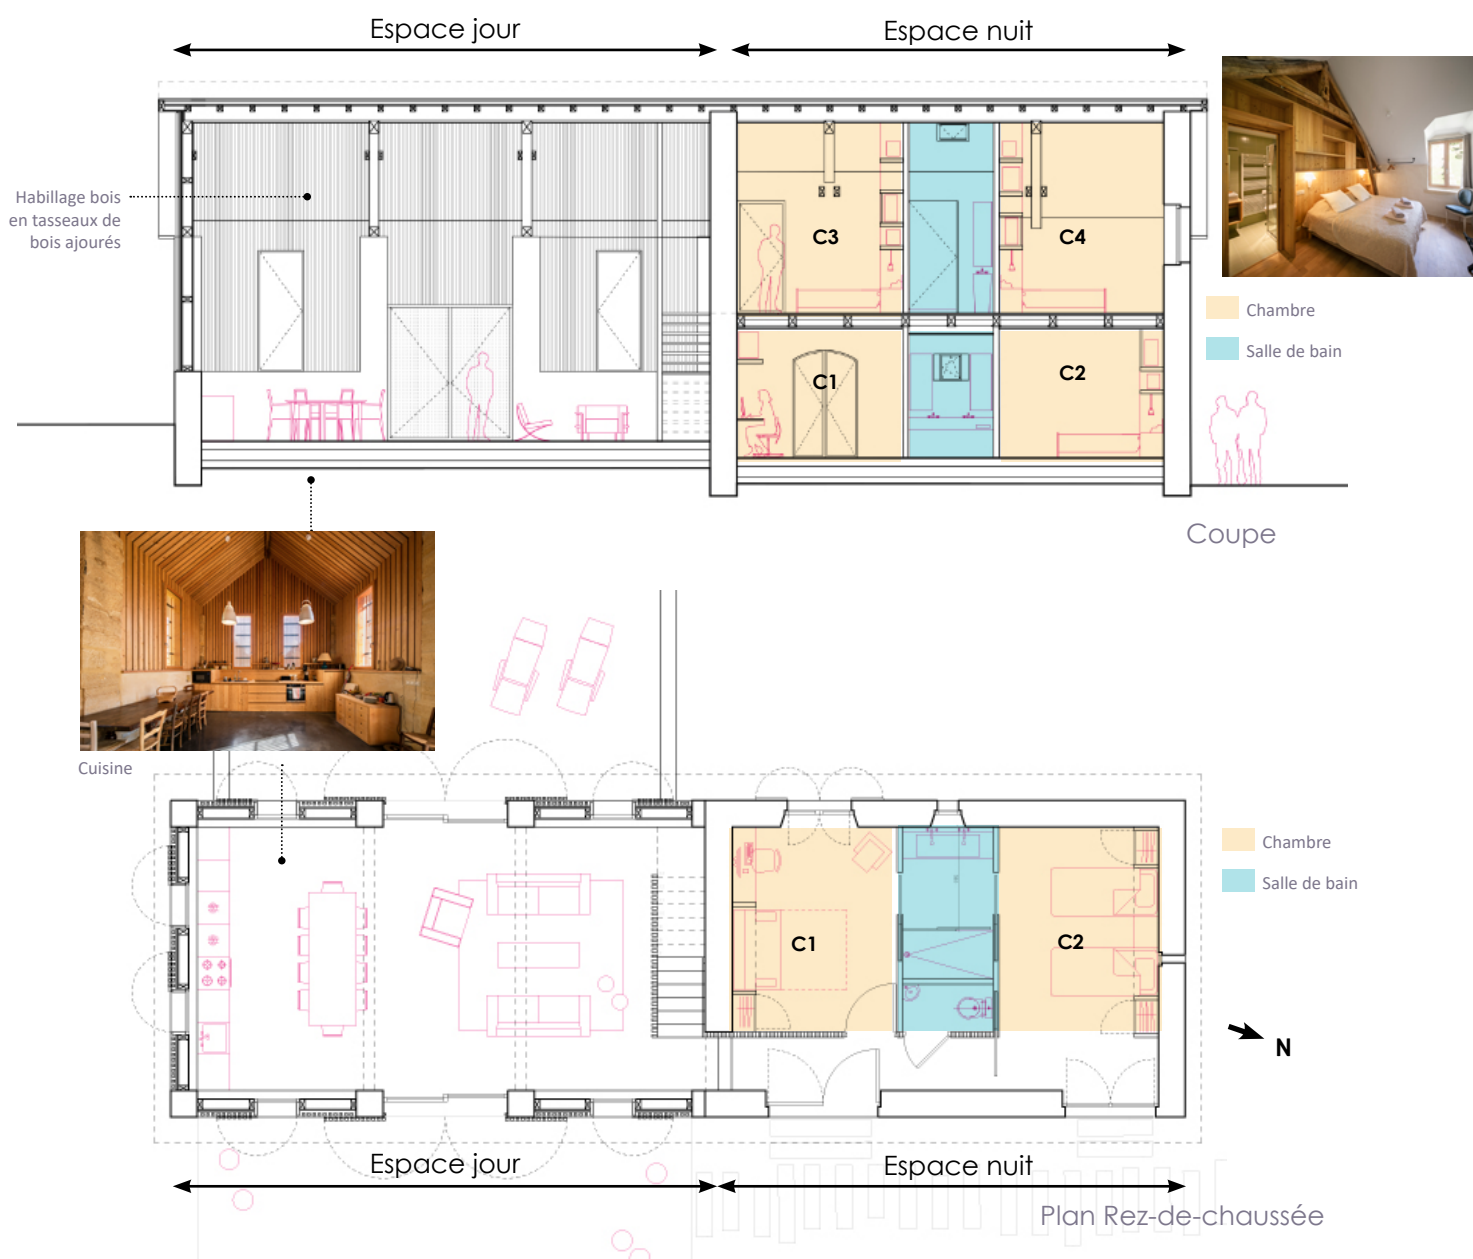 Espace jour
Espace nuit
Habillage bois
en tasseaux de
bois ajourés
C3
C4
C1
C2
Chambre
Salle de bain
Coupe
Cuisine
Chambre
Salle de bain
C1
C2
N
Espace jour
Espace nuit
Plan Rez-de-chaussée